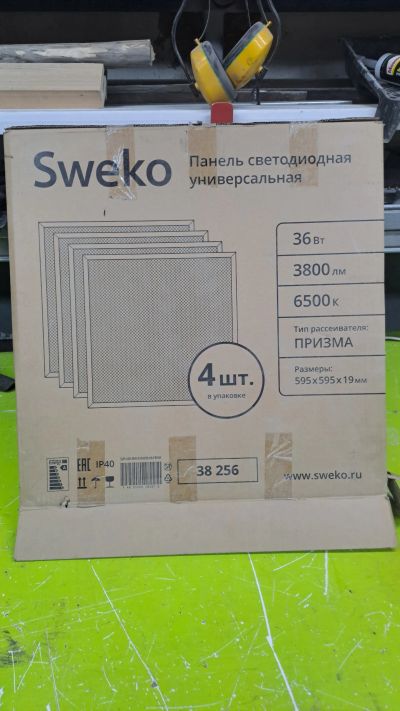 Sweko
Панель светодиодная
универсальная
36 Вт
3800 лм
6500 К
Тип рассеивателя:
ПРИЗМА
Размеры:
595x595x19 мм
4 шт.
в упаковке
EAC IP40
38 256
www.sweko.ru